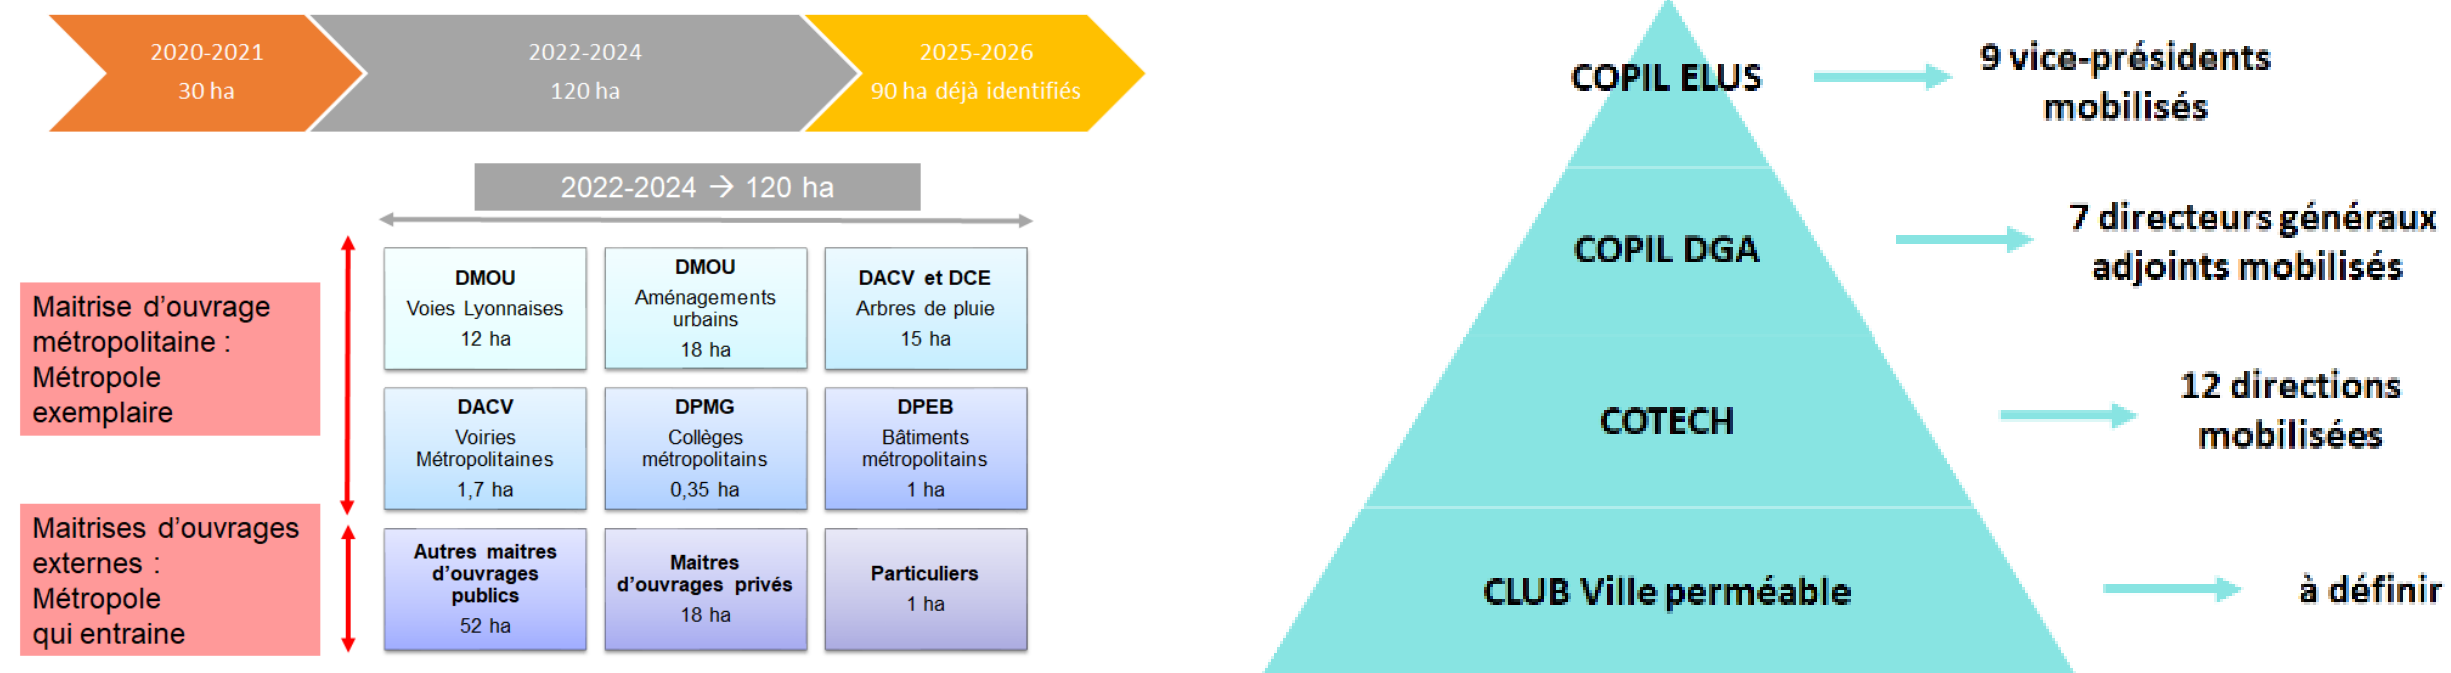 2020-2021
30 ha
2022-2024
120 ha
2025-2026
90 ha déjà identifiés
2022-2024 → 120 ha
Maitrise d'ouvrage
métropolitaine :
Métropole
exemplaire
Maitrises d'ouvrages
externes :
Métropole
qui entraine
DMOU
Voies Lyonnaises
12 ha
DMOU
Aménagements
urbains
18 ha
DACV et DCE
Arbres de pluie
15 ha
DACV
Voiries
Métropolitaines
1,7 ha
DPMG
Collèges
métropolitains
0,35 ha
DPEB
Bâtiments
métropolitains
1 ha
Autres maitres
d'ouvrages
publics
52 ha
Maitres
d'ouvrages privés
18 ha
Particuliers
1 ha
COPIL ELUS
9 vice-présidents
mobilisés
COPIL DGA
7 directeurs généraux
adjoints mobilisés
COTECH
12 directions
mobilisées
CLUB Ville perméable
à définir